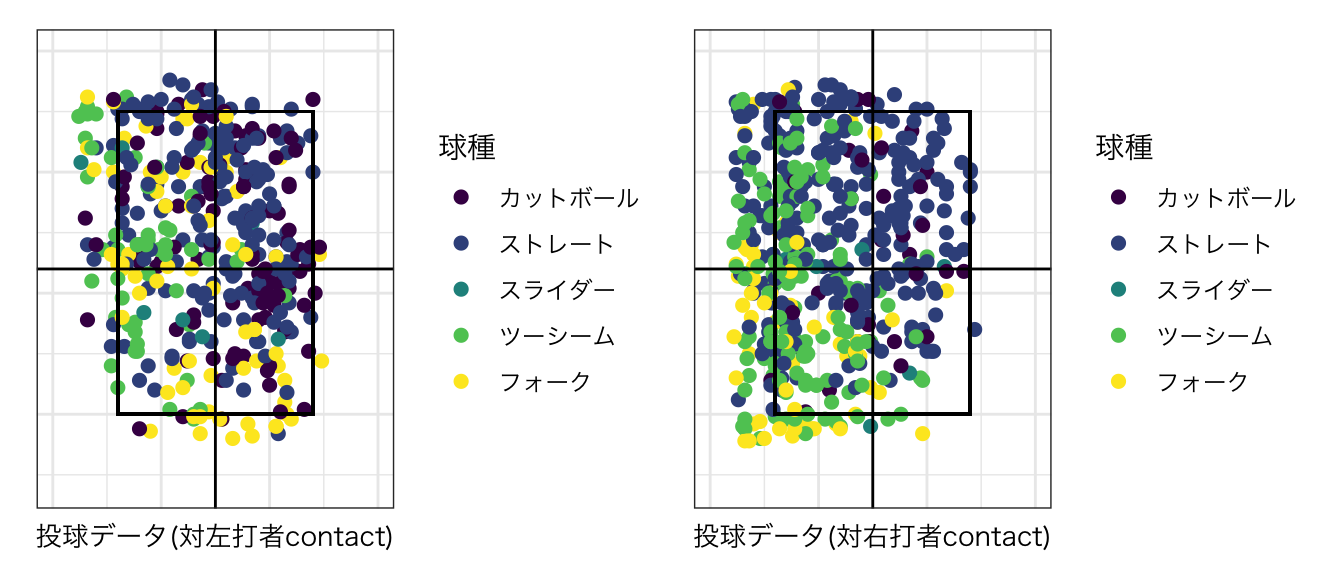 球種
カットボール
ストレート
スライダー
ツーシーム
フォーク
投球データ(対左打者contact)
球種
カットボール
ストレート
スライダー
ツーシーム
フォーク
投球データ(対右打者contact)